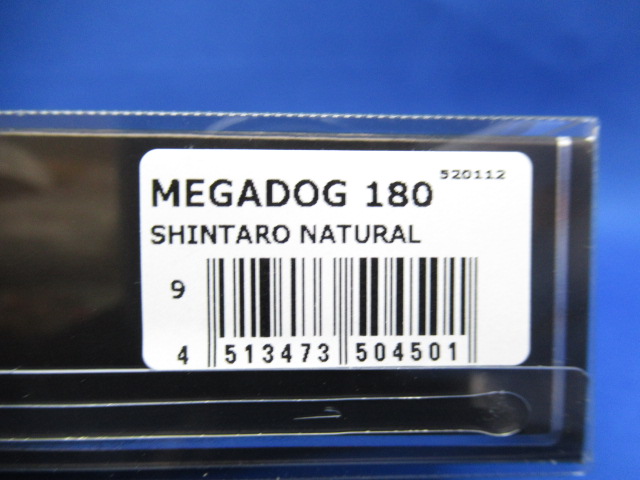 520112
MEGADOG 180
SHINTARO NATURAL
9
4 513473 504501